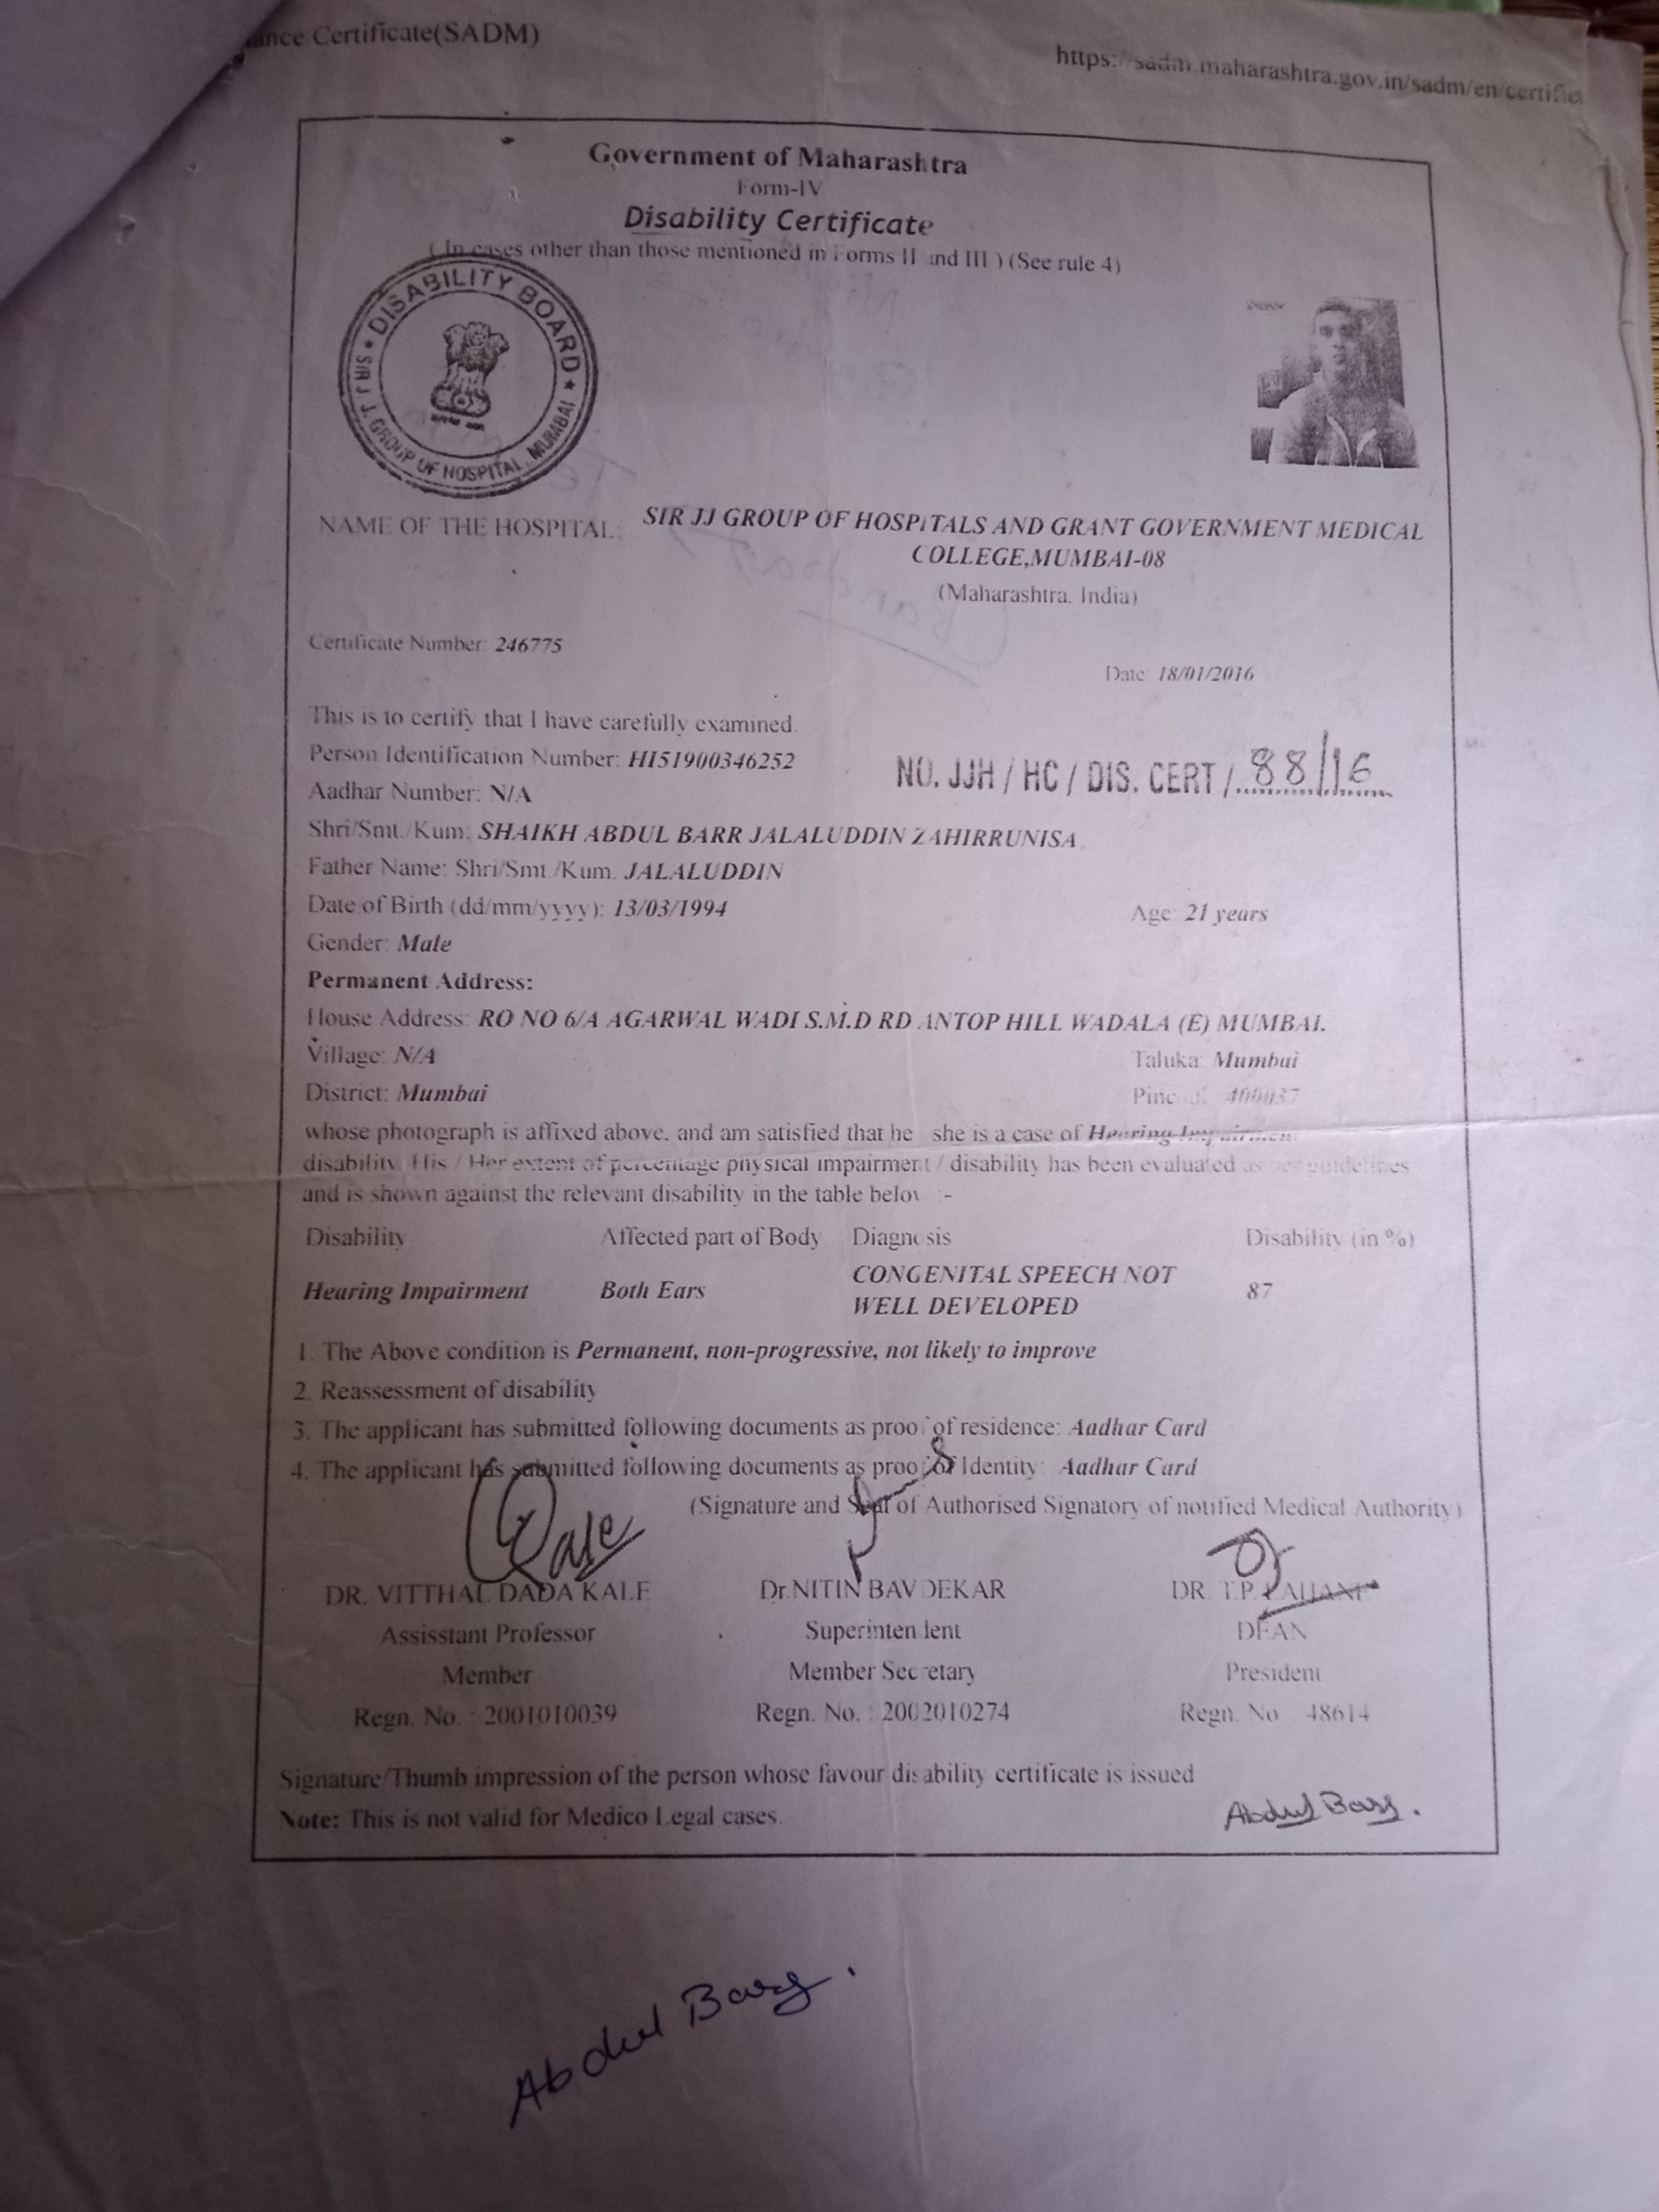 ance Certificate(SADM)
https://sadm.maharashtra.gov.in/sadm/en/certific
Government of Maharashtra
Form-IV
Disability Certificate
( In cases other than those mentioned in Forms II and III ) (See rule 4)
DISABILITY BOARD
SIR J. J. GROUP OF HOSPITAL, MUMBAI
NAME OF THE HOSPITAL: SIR JJ GROUP OF HOSPITALS AND GRANT GOVERNMENT MEDICAL
COLLEGE,MUMBAI-08
(Maharashtra, India)
Certificate Number: 246775
Date: 18/01/2016
This is to certify that I have carefully examined.
Person Identification Number: HI51900346252
NO. JJH / HC / DIS. CERT / 88/16
Aadhar Number: N/A
Shri/Smt./Kum: SHAIKH ABDUL BARR JALALUDDIN ZAHIRRUNISA
Father Name: Shri/Smt./Kum. JALALUDDIN
Date of Birth (dd/mm/yyyy): 13/03/1994 Age: 21 years
Gender: Male
Permanent Address:
House Address: RO NO 6/A AGARWAL WADI S.M.D RD ANTOP HILL WADALA (E) MUMBAI.
Village: N/A Taluka: Mumbai
District: Mumbai Pincode: 400037
whose photograph is affixed above, and am satisfied that he she is a case of Hearing Impairment
disability. His / Her extent of percentage physical impairment / disability has been evaluated as per guidelines
and is shown against the relevant disability in the table below :-
Disability Affected part of Body Diagnosis Disability (in %)
Hearing Impairment Both Ears CONGENITAL SPEECH NOT WELL DEVELOPED 87
1. The Above condition is Permanent, non-progressive, not likely to improve
2. Reassessment of disability
3. The applicant has submitted following documents as proof of residence: Aadhar Card
4. The applicant has submitted following documents as proof of Identity: Aadhar Card
(Signature and Seal of Authorised Signatory of notified Medical Authority)
Kale
DR. VITTHAL DADA KALE Dr.NITIN BAVDEKAR DR. T.P. LAHANE
Assisstant Professor Superintendent DEAN
Member Member Secretary President
Regn. No. : 2001010039 Regn. No. : 2002010274 Regn. No 48614
Signature/Thumb impression of the person whose favour disability certificate is issued
Note: This is not valid for Medico Legal cases.
Abdul Barr.
Abdul Barr.